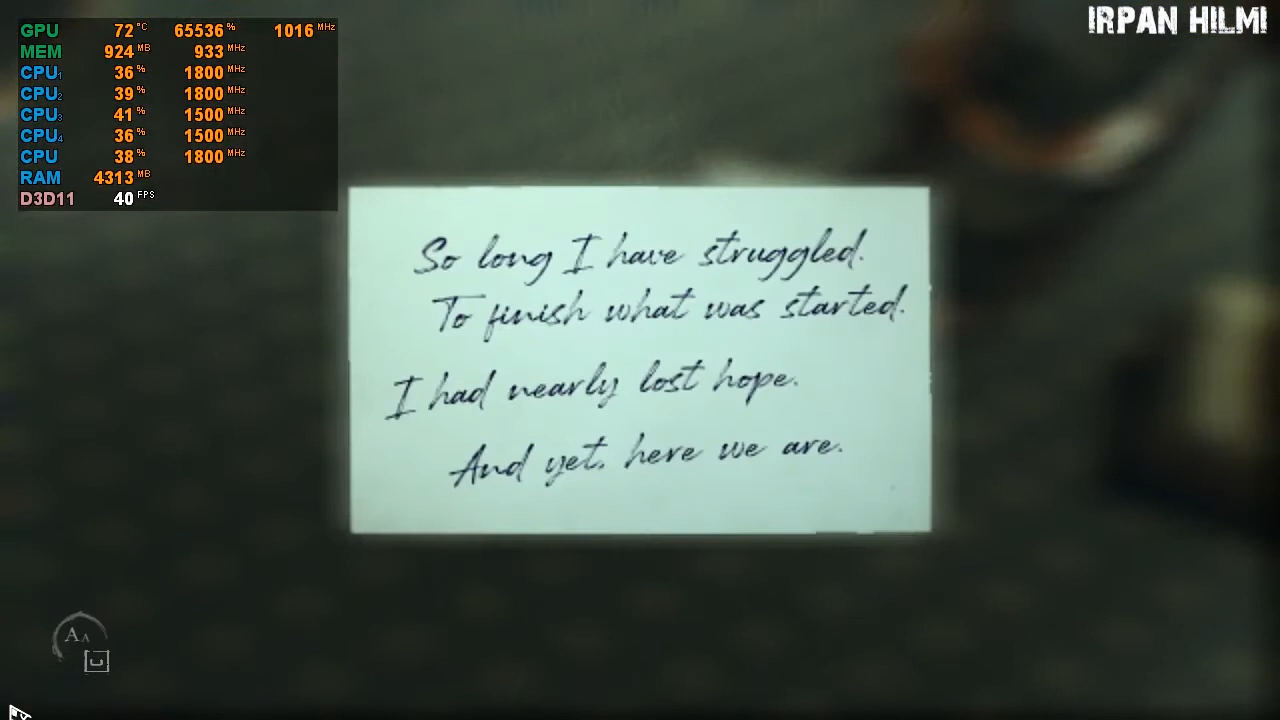 GPU 72 °C 65536 % 1016 MHz
MEM 924 MB 933 MHz
CPU1 36 % 1800 MHz
CPU2 39 % 1800 MHz
CPU3 41 % 1500 MHz
CPU4 36 % 1500 MHz
CPU 38 % 1800 MHz
RAM 4313 MB
D3D11 40 FPS
IRPAN HILMI
So long I have struggled.
To finish what was started.
I had nearly lost hope.
And yet, here we are.
A A